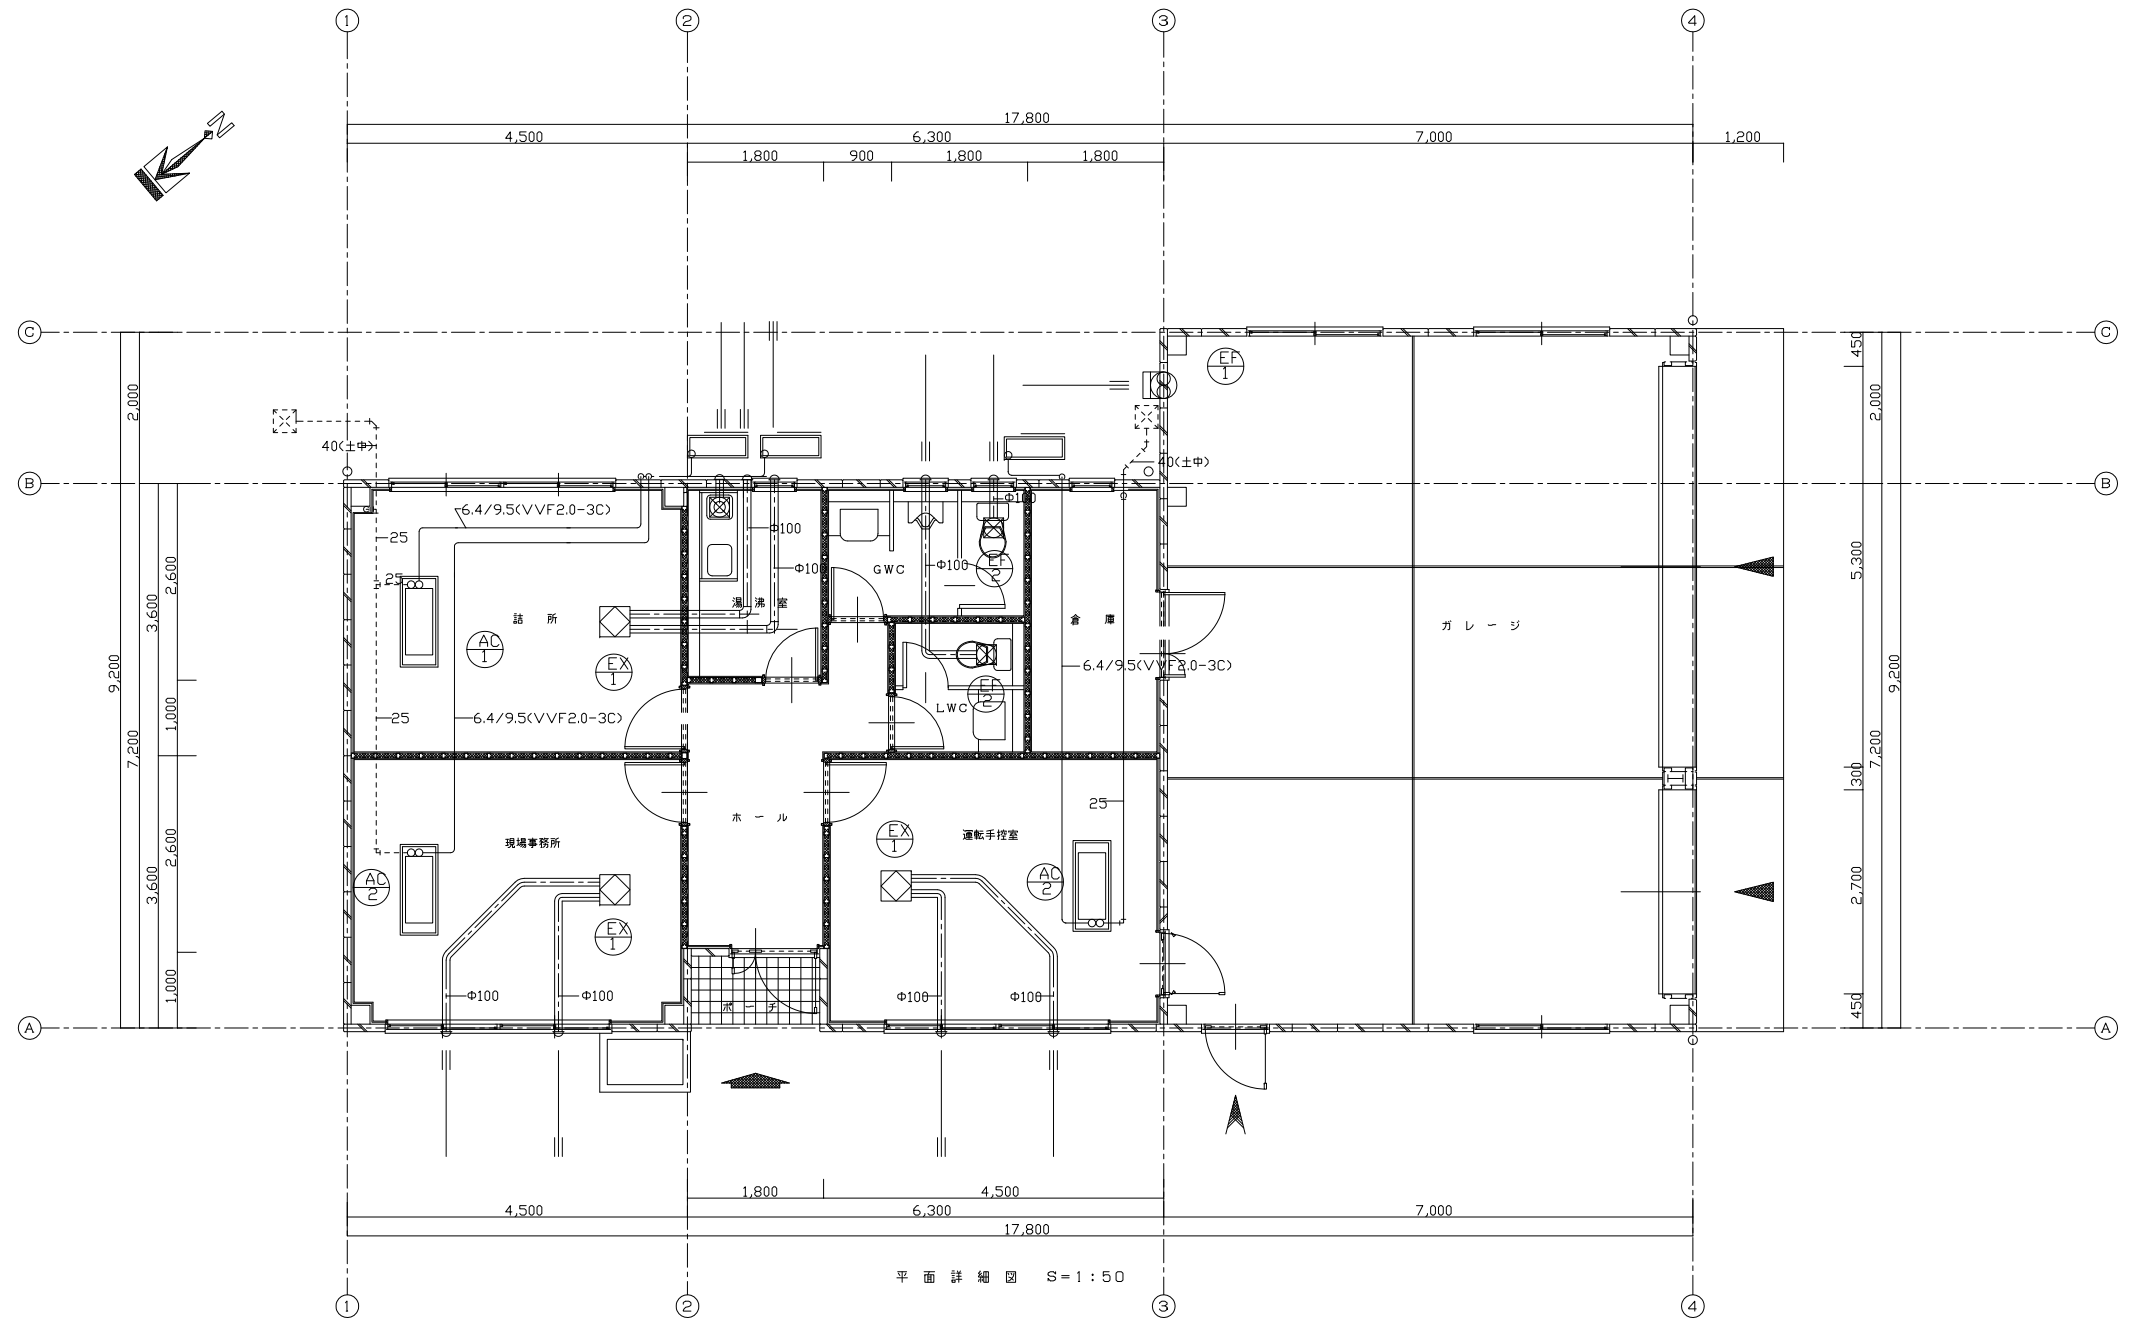 1 2 3 4
N
17,800
4,500 6,300 7,000 1,200
1,800 900 1,800 1,800
C C
450
EF
1
2,000 2,000
40(土中) 40(土中)
B B
6.4/9.5(VVF2.0-3C) Φ100
25 Φ100
25 Φ100 GWC Φ100 EF
2
2,600 5,300
3,600
詰所 湯沸室 倉庫 ガレージ
AC
1
EX
1
6.4/9.5(VVF2.0-3C)
9,200 9,200
EF
2
LWC
1,000
25 6.4/9.5(VVF2.0-3C)
7,200 7,200
300
25
ホール
現場事務所 運転手控室
EX
1
2,600
3,600 2,700
AC
2
AC
2
EX
1
1,000
Φ100 Φ100 Φ100 Φ100
ポーチ
450
A A
1,800 4,500
4,500 6,300 7,000
17,800
平面詳細図 S=1:50
1 2 3 4